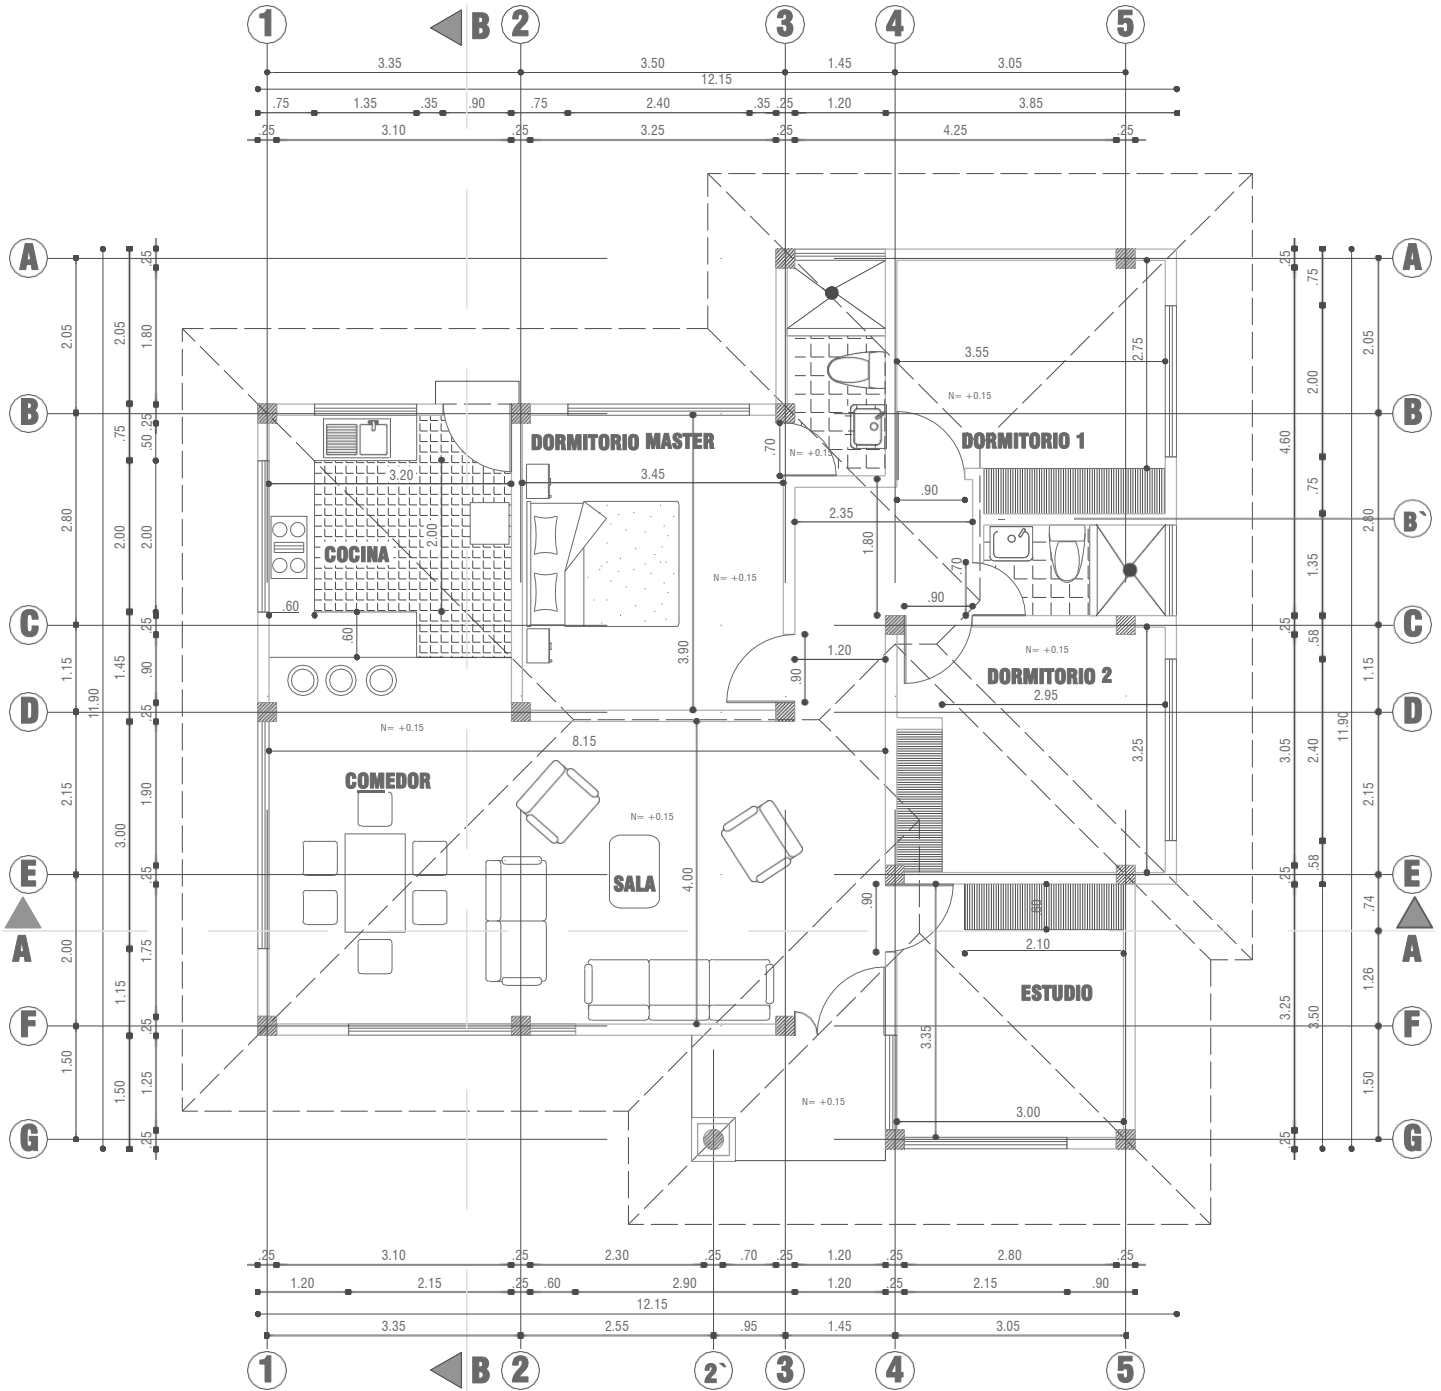 1 B 2 3 4 5
3.35 3.50 1.45 3.05
12.15
.75 1.35 .35 .90 .75 2.40 .35 .25 1.20 3.85
.25 3.10 .25 3.25 .25 4.25 .25
A A
.25 .25 .75
2.05 2.05 1.80 2.00 2.05
3.55 2.75
N= +0.15
B B
.75 .25 .50 4.60
DORMITORIO MASTER DORMITORIO 1
.70 N= +0.15
3.20 3.45 .90 .75
2.35
2.80 2.00 2.00 2.00 1.80 2.80 B`
COCINA
N= +0.15 .70 1.35
.60 .90
C C
.25 .60 .25 .58
3.90 1.20 N= +0.15
1.15 1.45 .90 .90 DORMITORIO 2 1.15
2.95
11.90 D .25 D 11.90
N= +0.15
8.15 3.25 3.05 2.40
COMEDOR
2.15 1.90 2.15
N= +0.15
3.00
E .25 SALA 4.00 .25 .58 E
.90 .60 .74
A 2.10 A
2.00 1.75
1.15 ESTUDIO 1.26
F .25 3.35 3.25 3.50 F
1.50 1.50 1.25 1.50
N= +0.15 3.00
G .25 .25 G
.25 3.10 .25 2.30 .25 .70 .25 1.20 .25 2.80 .25
1.20 2.15 .25 .60 2.90 1.20 .25 2.15 .90
12.15
3.35 2.55 .95 1.45 3.05
1 B 2 2` 3 4 5